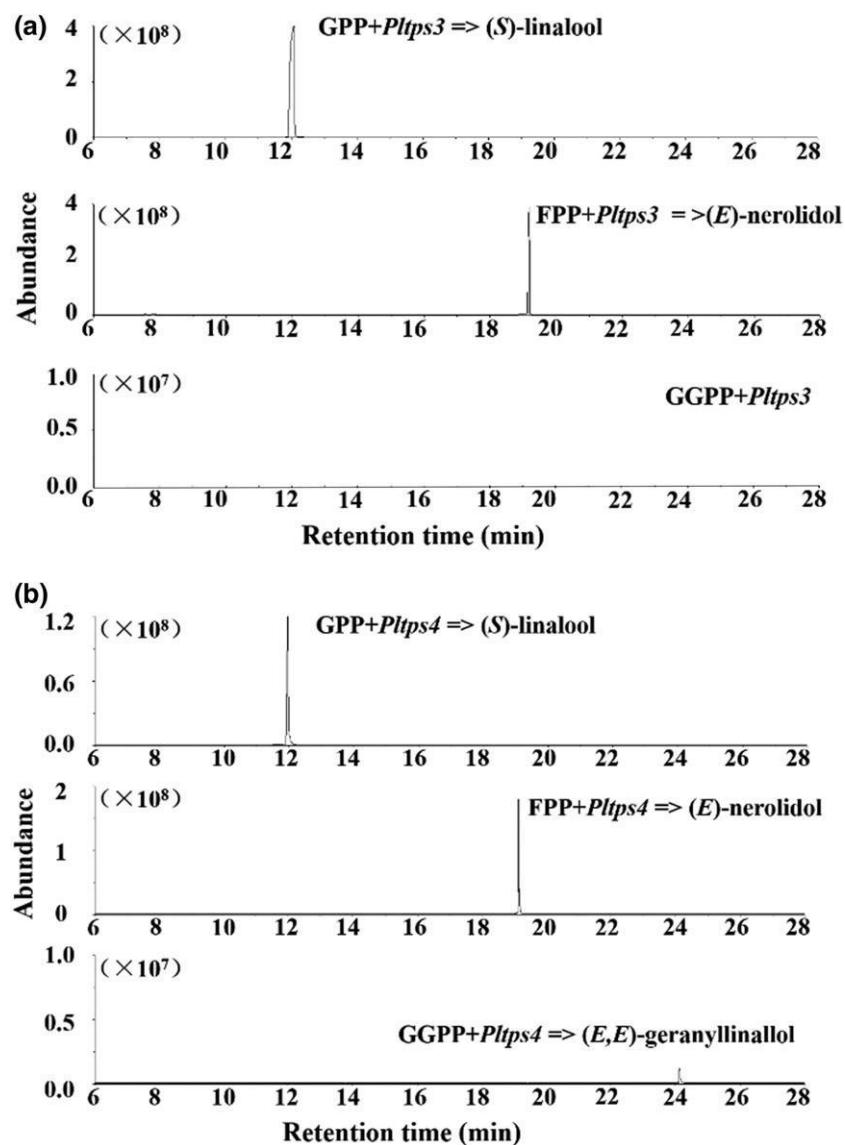 (a)
GPP+Pltps3 => (S)-linalool
(×10⁸)
4
2
0
6 8 10 12 14 16 18 20 22 24 26 28
FPP+Pltps3 =>(E)-nerolidol
(×10⁸)
4
2
0
6 8 10 12 14 16 18 20 22 24 26 28
Abundance
GGPP+Pltps3
(×10⁷)
1.0
0.5
0.0
6 8 10 12 14 16 18 20 22 24 26 28
Retention time (min)
(b)
GPP+Pltps4 => (S)-linalool
(×10⁸)
1.2
0.6
0.0
6 8 10 12 14 16 18 20 22 24 26 28
FPP+Pltps4 => (E)-nerolidol
(×10⁸)
2
1
0
6 8 10 12 14 16 18 20 22 24 26 28
Abundance
(×10⁷)
1.0
0.5
0.0
GGPP+Pltps4 => (E,E)-geranyllinallol
6 8 10 12 14 16 18 20 22 24 26 28
Retention time (min)